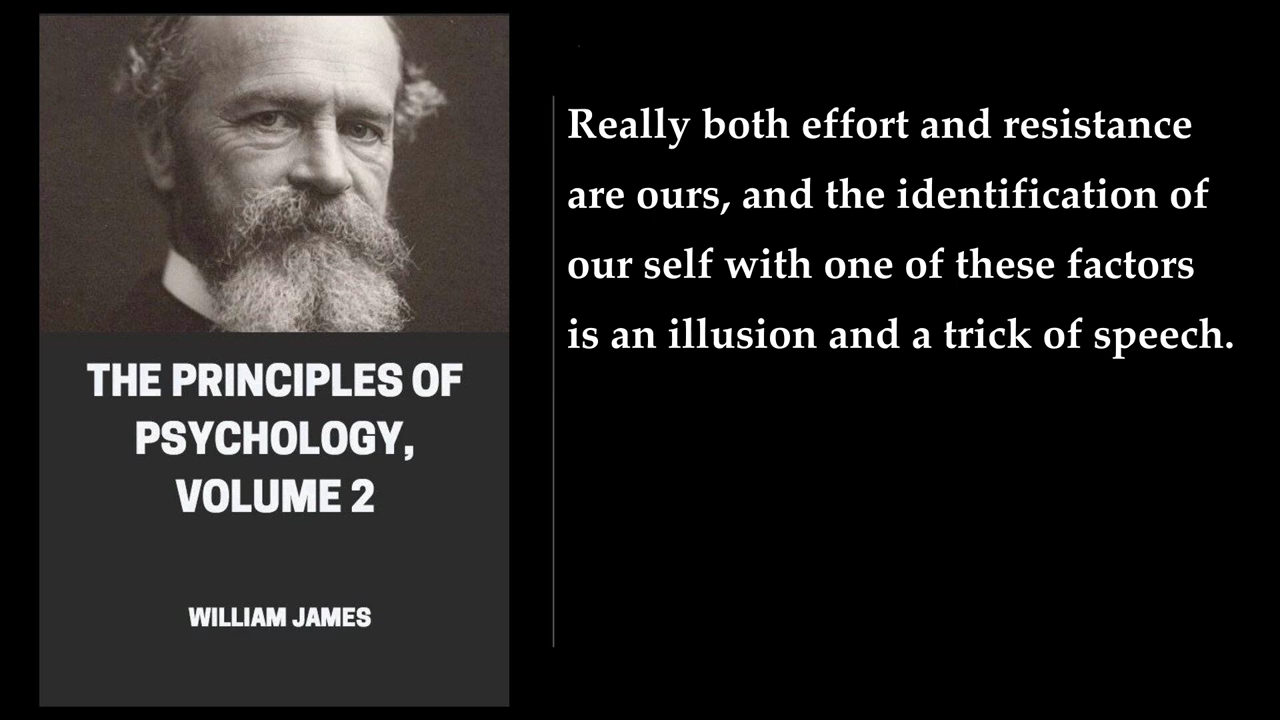 THE PRINCIPLES OF
PSYCHOLOGY,
VOLUME 2
WILLIAM JAMES
Really both effort and resistance
are ours, and the identification of
our self with one of these factors
is an illusion and a trick of speech.